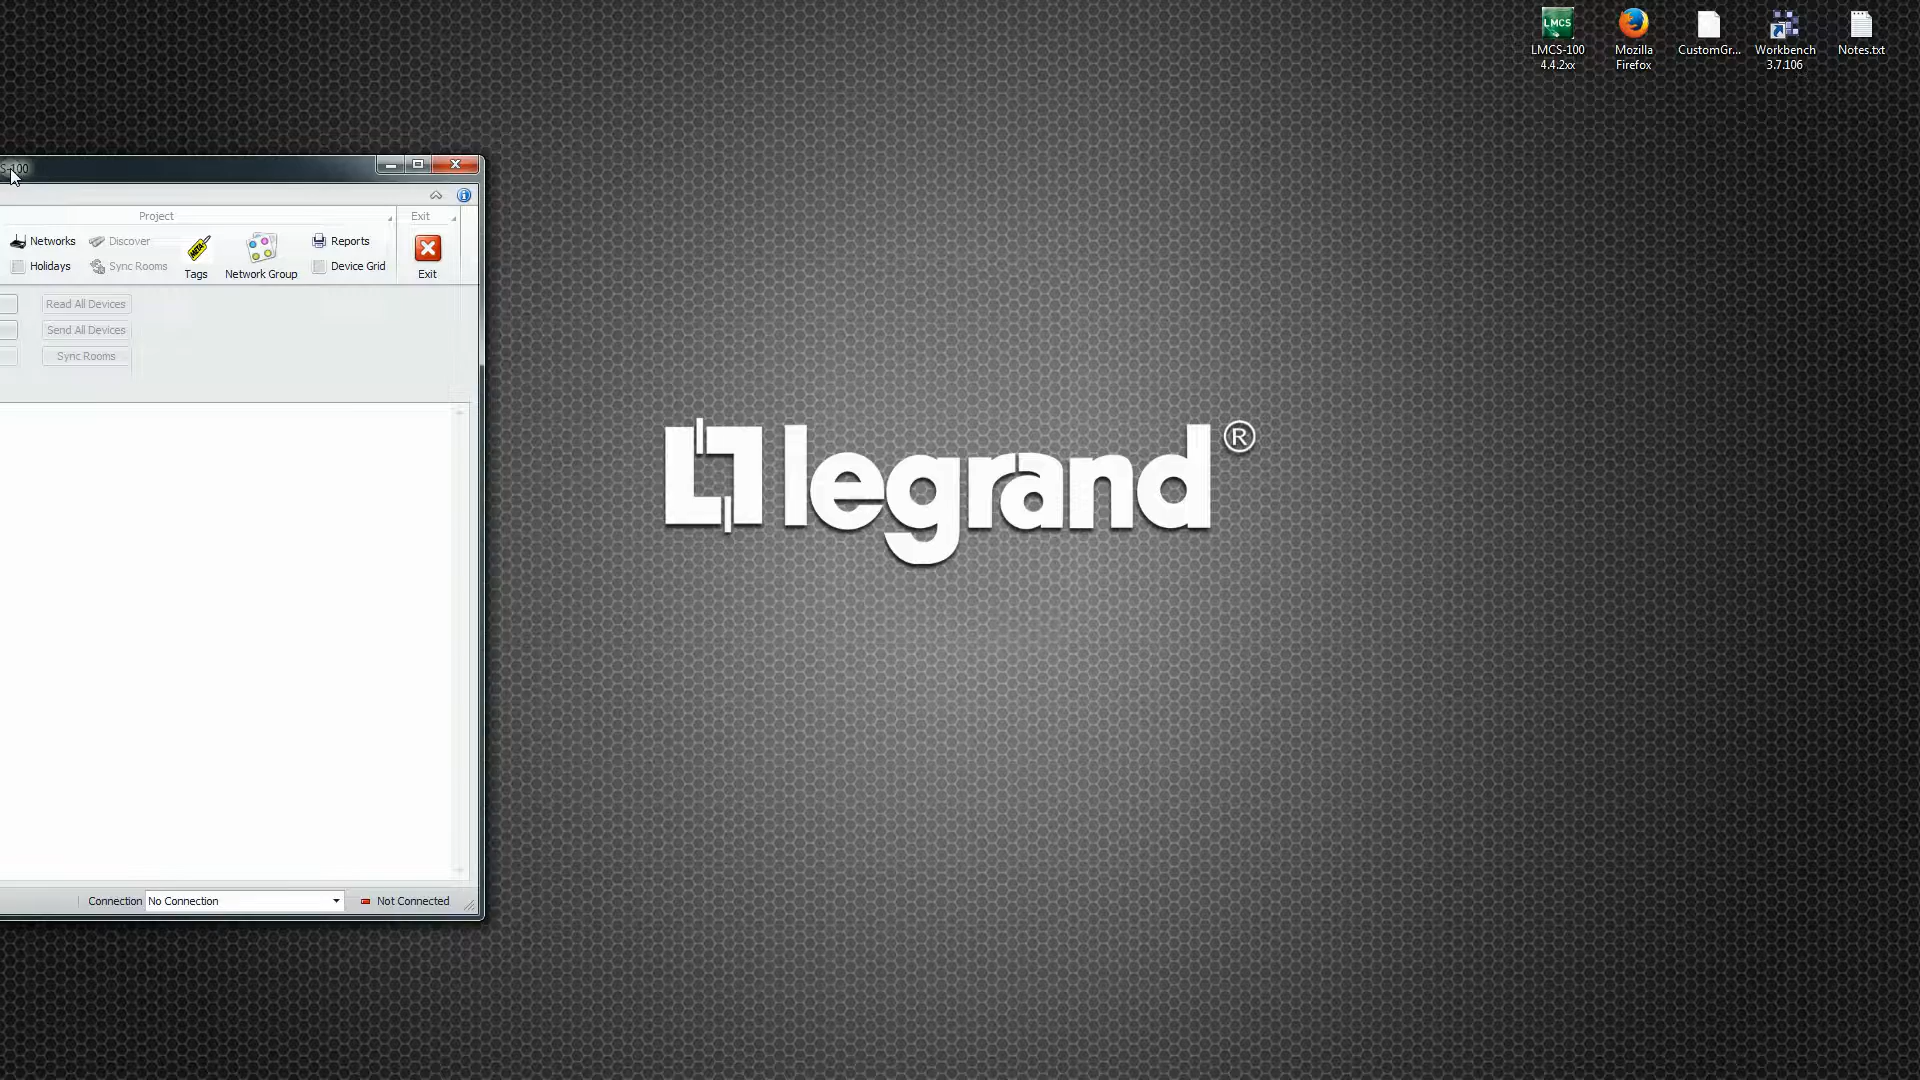 LMCS
LMCS-100
4.4.2xx
Mozilla
Firefox
CustomGr...
Workbench
3.7.106
Notes.txt
S-100
Project
Exit
Networks
Discover
Holidays
Sync Rooms
META
Tags
Network Group
Reports
Device Grid
Exit
Read All Devices
Send All Devices
Sync Rooms
legrand®
Connection
No Connection
Not Connected